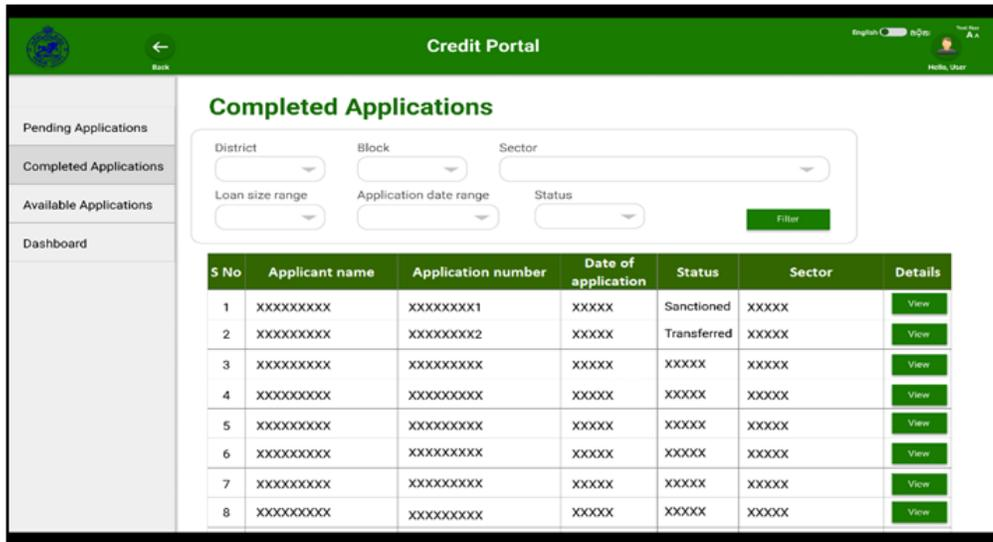 Credit Portal
English ଓଡ଼ିଆ
Text Size
A A
Back
Hello, User
Pending Applications
Completed Applications
Available Applications
Dashboard
Completed Applications
District Block Sector
Loan size range Application date range Status
Filter
S No Applicant name Application number Date of application Status Sector Details
1 XXXXXXXXX XXXXXXXX1 XXXXX Sanctioned XXXXX View
2 XXXXXXXXX XXXXXXXX2 XXXXX Transferred XXXXX View
3 XXXXXXXXX XXXXXXXXX XXXXX XXXXX XXXXX View
4 XXXXXXXXX XXXXXXXXX XXXXX XXXXX XXXXX View
5 XXXXXXXXX XXXXXXXXX XXXXX XXXXX XXXXX View
6 XXXXXXXXX XXXXXXXXX XXXXX XXXXX XXXXX View
7 XXXXXXXXX XXXXXXXXX XXXXX XXXXX XXXXX View
8 XXXXXXXXX XXXXXXXXX XXXXX XXXXX XXXXX View